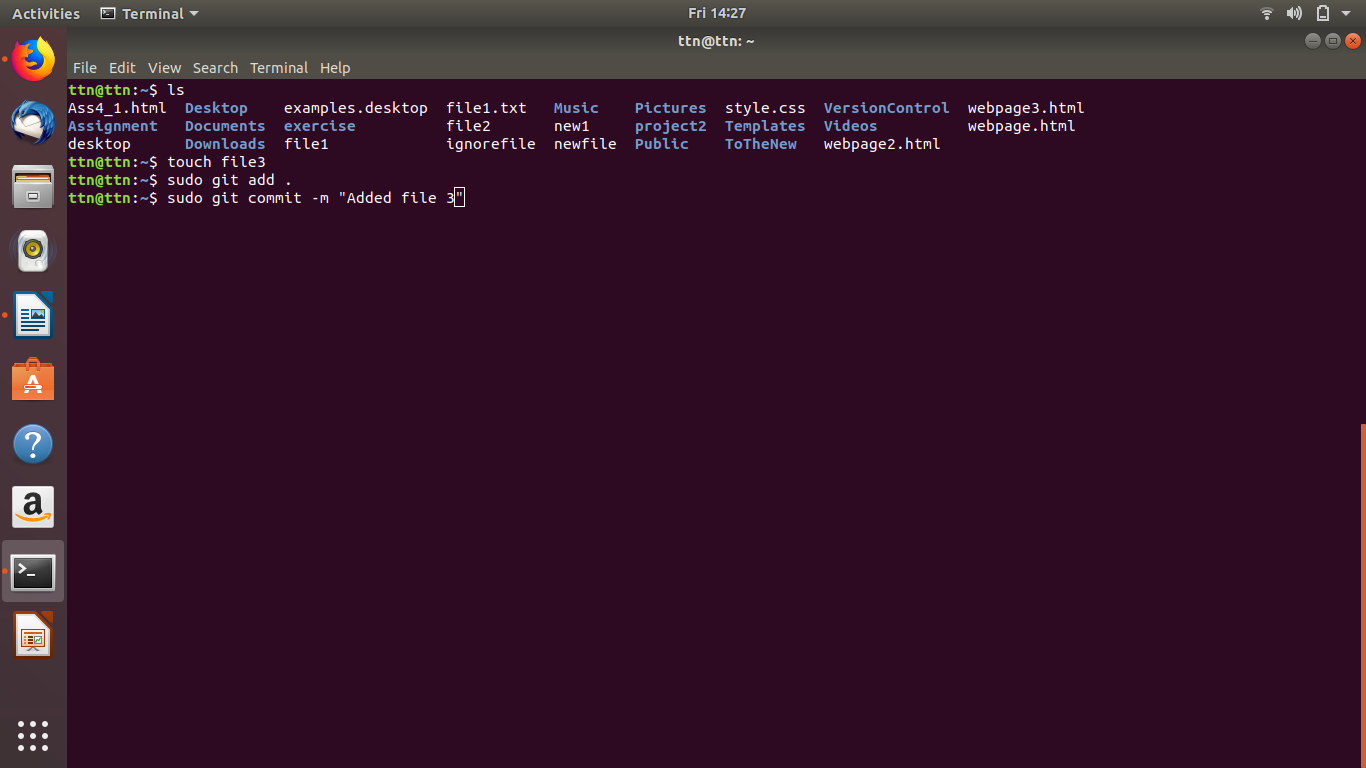 Activities Terminal Fri 14:27
ttn@ttn: ~
File Edit View Search Terminal Help
ttn@ttn:~$ ls
Ass4_1.html Desktop examples.desktop file1.txt Music Pictures style.css VersionControl webpage3.html
Assignment Documents exercise file2 new1 project2 Templates Videos webpage.html
desktop Downloads file1 ignorefile newfile Public ToTheNew webpage2.html
ttn@ttn:~$ touch file3
ttn@ttn:~$ sudo git add .
ttn@ttn:~$ sudo git commit -m "Added file 3"